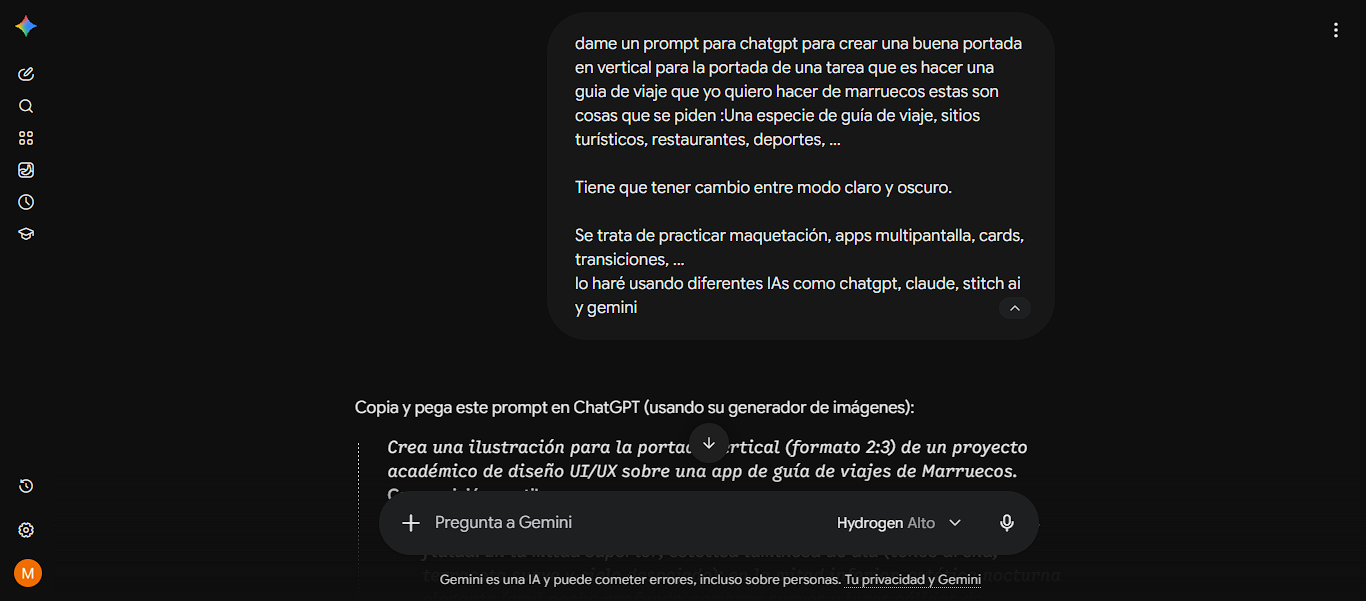 dame un prompt para chatgpt para crear una buena portada
en vertical para la portada de una tarea que es hacer una
guia de viaje que yo quiero hacer de marruecos estas son
cosas que se piden :Una especie de guía de viaje, sitios
turísticos, restaurantes, deportes, ...
Tiene que tener cambio entre modo claro y oscuro.
Se trata de practicar maquetación, apps multipantalla, cards,
transiciones, ...
lo haré usando diferentes IAs como chatgpt, claude, stitch ai
y gemini
Copia y pega este prompt en ChatGPT (usando su generador de imágenes):
Crea una ilustración para la vertical (formato 2:3) de un proyecto
académico de diseño UI/UX sobre una app de guía de viajes de Marruecos.
Pregunta a Gemini
Hydrogen Alto
nocturna
Gemini es una IA y puede cometer errores, incluso sobre personas. Tu privacidad y Gemini
M